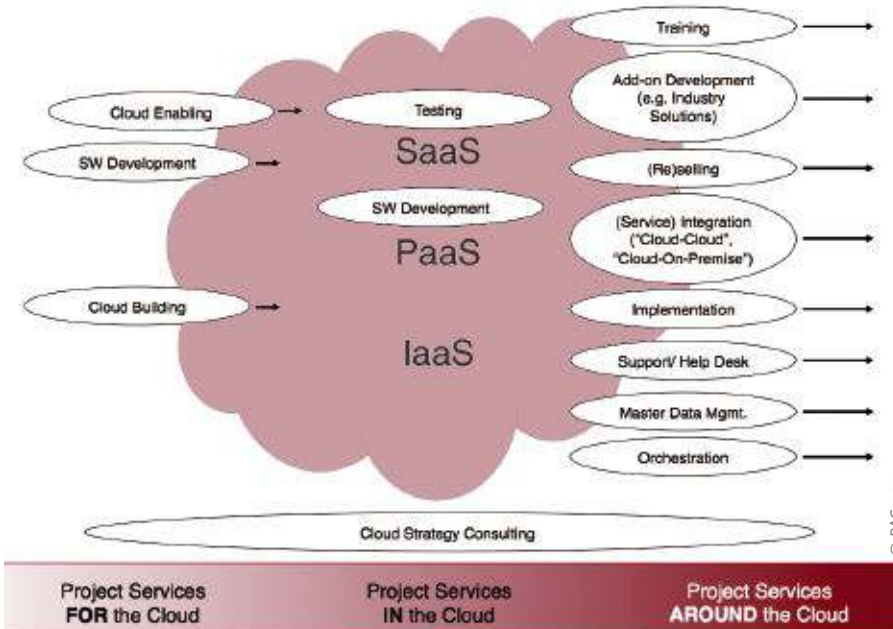 Training
Add-on Development
(e.g. Industry
Solutions)
Cloud Enabling
Testing
SaaS
SW Development
(Re)selling
SW Development
(Service) Integration
("Cloud-Cloud",
"Cloud-On-Premise")
PaaS
Cloud Building
Implementation
IaaS
Support/ Help Desk
Master Data Mgmt.
Orchestration
Cloud Strategy Consulting
© PAC
Project Services
FOR the Cloud
Project Services
IN the Cloud
Project Services
AROUND the Cloud